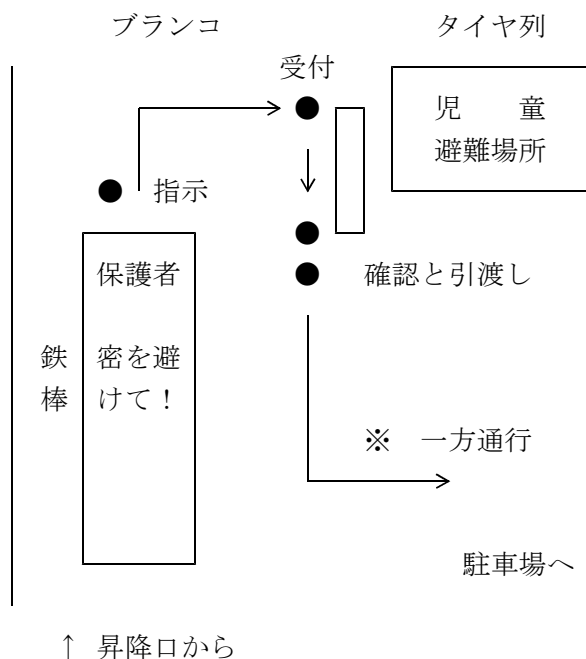 ブランコ
タイヤ列
受付
児　童
避難場所
指示
保護者
確認と引渡し
鉄棒
密を避
けて！
※　一方通行
駐車場へ
↑　昇降口から